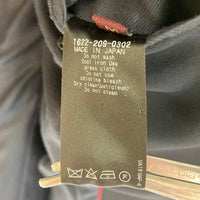 1622-209-0302
MADE IN JAPAN
Do not wash
Cool iron Use
press cloth
Do not use
chlorine bleach
Dry clean(petroleum)
Do not steam